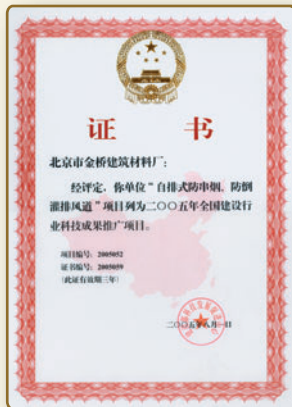 证 书
北京市金桥建筑材料厂：
经评定，你单位“自排式防串烟、防倒
灌排风道”项目列为二〇〇五年全国建设行
业科技成果推广项目。
项目编号：2005052
证书编号：2005059
（此证有效期三年）
二〇〇五年八月一日